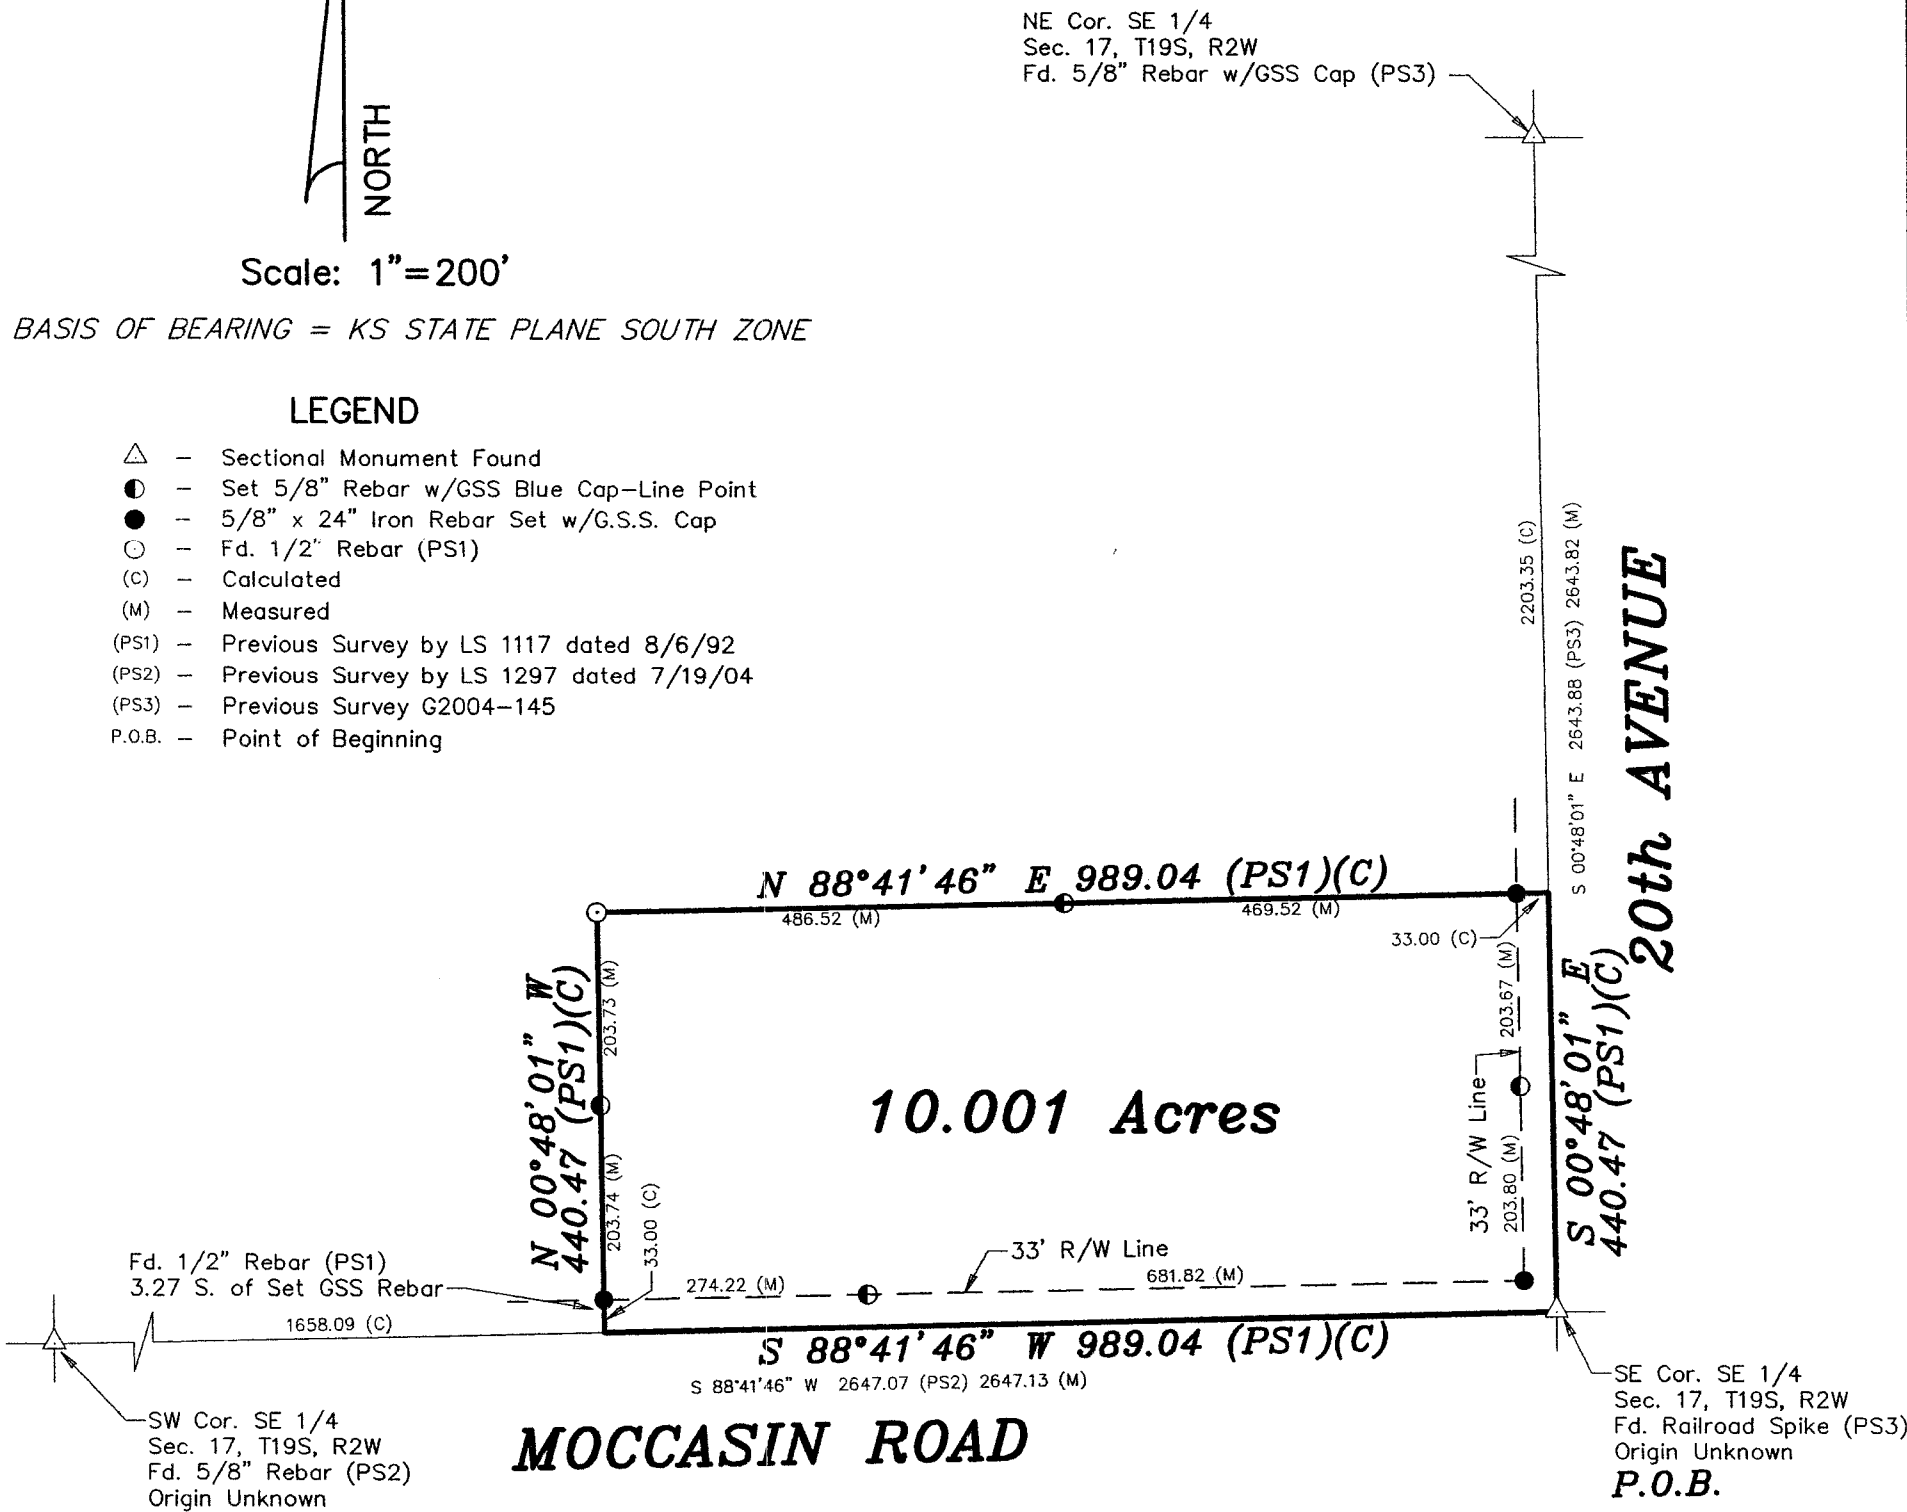 NE Cor. SE 1/4
Sec. 17, T19S, R2W
Fd. 5/8" Rebar w/GSS Cap (PS3)
NORTH
Scale: 1"=200'
BASIS OF BEARING = KS STATE PLANE SOUTH ZONE
LEGEND
△ – Sectional Monument Found
◐ – Set 5/8" Rebar w/GSS Blue Cap–Line Point
● – 5/8" x 24" Iron Rebar Set w/G.S.S. Cap
⊙ – Fd. 1/2" Rebar (PS1)
(C) – Calculated
(M) – Measured
(PS1) – Previous Survey by LS 1117 dated 8/6/92
(PS2) – Previous Survey by LS 1297 dated 7/19/04
(PS3) – Previous Survey G2004–145
P.O.B. – Point of Beginning
2203.35 (C)
S 00°48'01" E 2643.88 (PS3) 2643.82 (M)
20th AVENUE
N 88°41'46" E 989.04 (PS1)(C)
486.52 (M)
469.52 (M)
33.00 (C)
N 00°48'01" W
440.47 (PS1)(C)
203.73 (M)
203.74 (M)
33.00 (C)
10.001 Acres
203.67 (M)
33' R/W Line
203.80 (M)
S 00°48'01" E
440.47 (PS1)(C)
Fd. 1/2" Rebar (PS1)
3.27 S. of Set GSS Rebar
1658.09 (C)
274.22 (M)
33' R/W Line
681.82 (M)
S 88°41'46" W 989.04 (PS1)(C)
S 88°41'46" W 2647.07 (PS2) 2647.13 (M)
MOCCASIN ROAD
SW Cor. SE 1/4
Sec. 17, T19S, R2W
Fd. 5/8" Rebar (PS2)
Origin Unknown
SE Cor. SE 1/4
Sec. 17, T19S, R2W
Fd. Railroad Spike (PS3)
Origin Unknown
P.O.B.